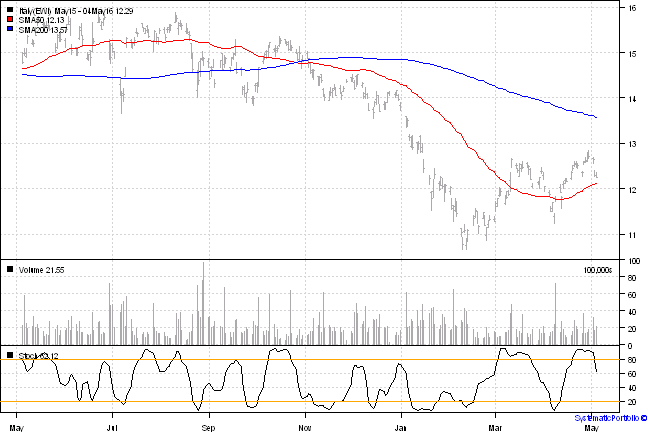 Italy(EWI) May15 - 04May16 12.29
SMA50 12.13
SMA200 13.57
16
15
14
13
12
11
Volume 21.55
100,000s
100
80
60
40
20
0
80
60
40
20
May
Jul
Sep
Nov
Jan
Mar
May
SystematicPortfolio ©